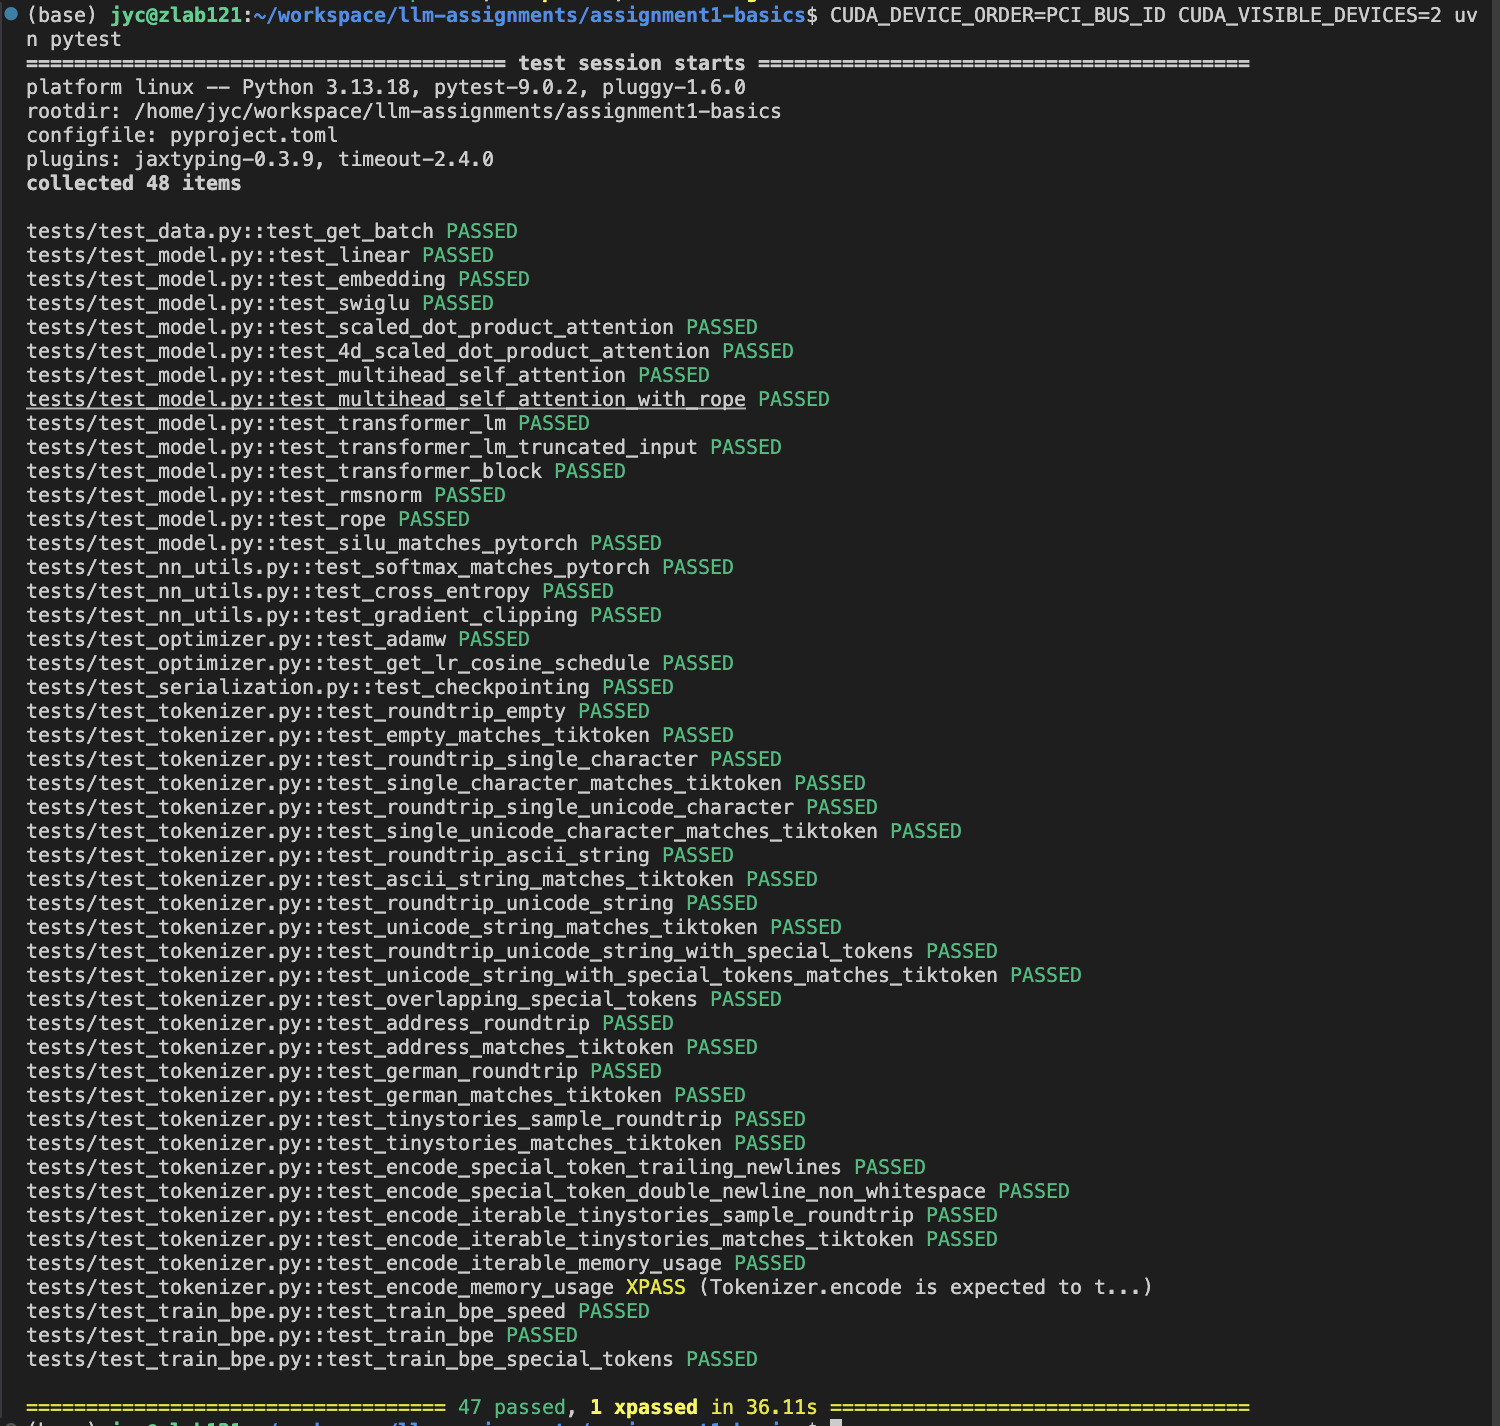 (base) jyc@zlab121:~/workspace/llm-assignments/assignment1-basics$ CUDA_DEVICE_ORDER=PCI_BUS_ID CUDA_VISIBLE_DEVICES=2 uv
n pytest
======================================== test session starts =========================================
platform linux -- Python 3.13.18, pytest-9.0.2, pluggy-1.6.0
rootdir: /home/jyc/workspace/llm-assignments/assignment1-basics
configfile: pyproject.toml
plugins: jaxtyping-0.3.9, timeout-2.4.0
collected 48 items
tests/test_data.py::test_get_batch PASSED
tests/test_model.py::test_linear PASSED
tests/test_model.py::test_embedding PASSED
tests/test_model.py::test_swiglu PASSED
tests/test_model.py::test_scaled_dot_product_attention PASSED
tests/test_model.py::test_4d_scaled_dot_product_attention PASSED
tests/test_model.py::test_multihead_self_attention PASSED
tests/test_model.py::test_multihead_self_attention_with_rope PASSED
tests/test_model.py::test_transformer_lm PASSED
tests/test_model.py::test_transformer_lm_truncated_input PASSED
tests/test_model.py::test_transformer_block PASSED
tests/test_model.py::test_rmsnorm PASSED
tests/test_model.py::test_rope PASSED
tests/test_model.py::test_silu_matches_pytorch PASSED
tests/test_nn_utils.py::test_softmax_matches_pytorch PASSED
tests/test_nn_utils.py::test_cross_entropy PASSED
tests/test_nn_utils.py::test_gradient_clipping PASSED
tests/test_optimizer.py::test_adamw PASSED
tests/test_optimizer.py::test_get_lr_cosine_schedule PASSED
tests/test_serialization.py::test_checkpointing PASSED
tests/test_tokenizer.py::test_roundtrip_empty PASSED
tests/test_tokenizer.py::test_empty_matches_tiktoken PASSED
tests/test_tokenizer.py::test_roundtrip_single_character PASSED
tests/test_tokenizer.py::test_single_character_matches_tiktoken PASSED
tests/test_tokenizer.py::test_roundtrip_single_unicode_character PASSED
tests/test_tokenizer.py::test_single_unicode_character_matches_tiktoken PASSED
tests/test_tokenizer.py::test_roundtrip_ascii_string PASSED
tests/test_tokenizer.py::test_ascii_string_matches_tiktoken PASSED
tests/test_tokenizer.py::test_roundtrip_unicode_string PASSED
tests/test_tokenizer.py::test_unicode_string_matches_tiktoken PASSED
tests/test_tokenizer.py::test_roundtrip_unicode_string_with_special_tokens PASSED
tests/test_tokenizer.py::test_unicode_string_with_special_tokens_matches_tiktoken PASSED
tests/test_tokenizer.py::test_overlapping_special_tokens PASSED
tests/test_tokenizer.py::test_address_roundtrip PASSED
tests/test_tokenizer.py::test_address_matches_tiktoken PASSED
tests/test_tokenizer.py::test_german_roundtrip PASSED
tests/test_tokenizer.py::test_german_matches_tiktoken PASSED
tests/test_tokenizer.py::test_tinystories_sample_roundtrip PASSED
tests/test_tokenizer.py::test_tinystories_matches_tiktoken PASSED
tests/test_tokenizer.py::test_encode_special_token_trailing_newlines PASSED
tests/test_tokenizer.py::test_encode_special_token_double_newline_non_whitespace PASSED
tests/test_tokenizer.py::test_encode_iterable_tinystories_sample_roundtrip PASSED
tests/test_tokenizer.py::test_encode_iterable_tinystories_matches_tiktoken PASSED
tests/test_tokenizer.py::test_encode_iterable_memory_usage PASSED
tests/test_tokenizer.py::test_encode_memory_usage XPASS (Tokenizer.encode is expected to t...)
tests/test_train_bpe.py::test_train_bpe_speed PASSED
tests/test_train_bpe.py::test_train_bpe PASSED
tests/test_train_bpe.py::test_train_bpe_special_tokens PASSED
=================================== 47 passed, 1 xpassed in 36.11s ===================================